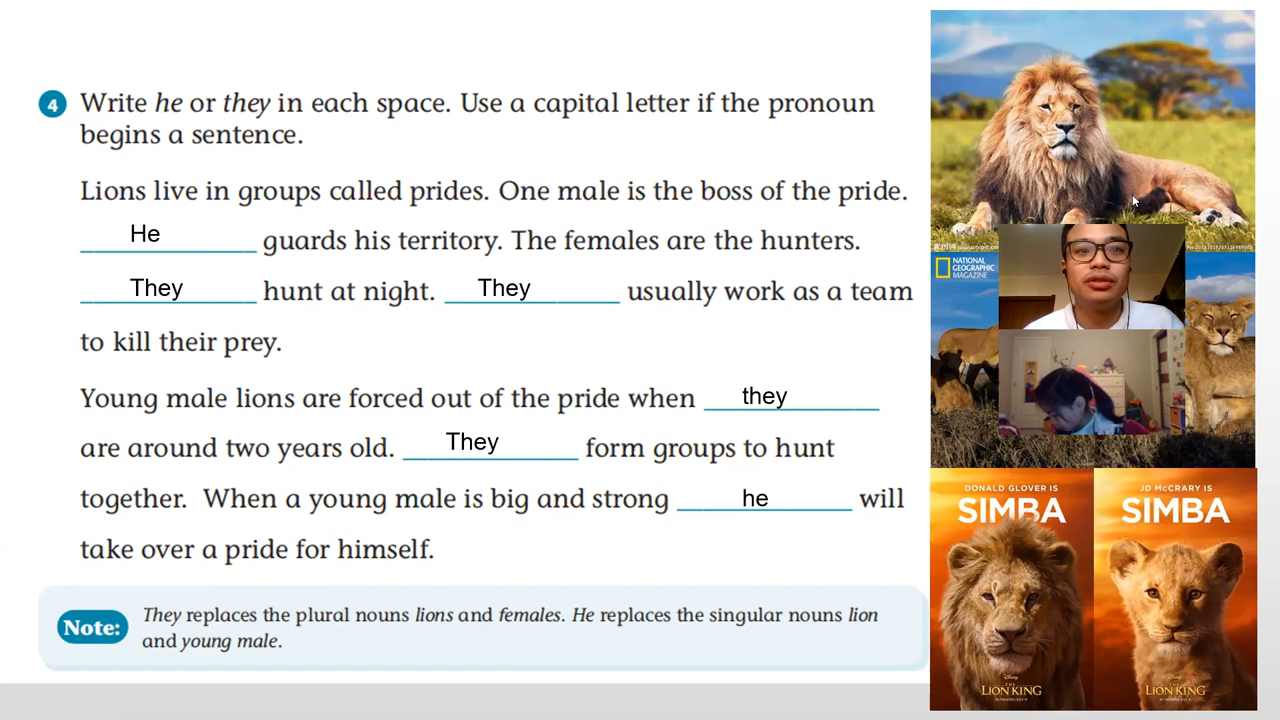 4 Write he or they in each space. Use a capital letter if the pronoun
begins a sentence.
Lions live in groups called prides. One male is the boss of the pride.
He guards his territory. The females are the hunters.
They hunt at night. They usually work as a team
to kill their prey.
Young male lions are forced out of the pride when they
are around two years old. They form groups to hunt
together. When a young male is big and strong he will
take over a pride for himself.
Note: They replaces the plural nouns lions and females. He replaces the singular nouns lion
and young male.
NATIONAL
GEOGRAPHIC
MAGAZINE
DONALD GLOVER IS
SIMBA
Disney
THE
LION KING
JD McCRARY IS
SIMBA
Disney
THE
LION KING